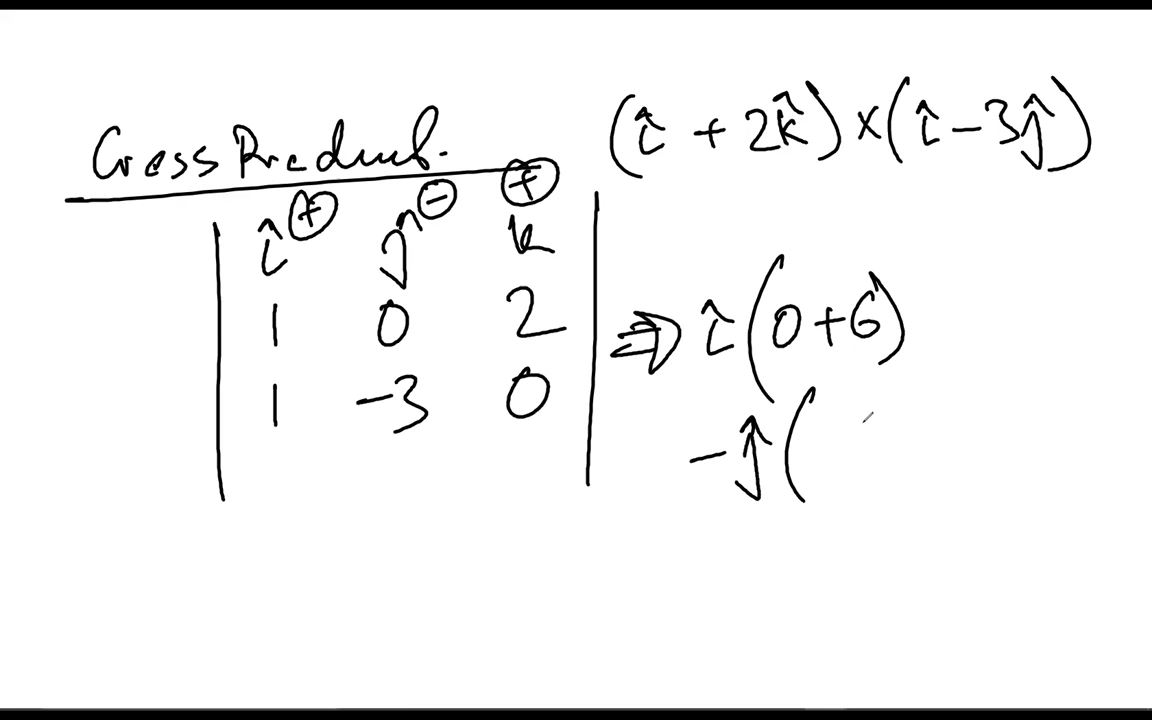 Cross Product.
(î + 2k̂) × (î − 3ĵ)
î ⊕ ĵ ⊖ k ⊕
1 0 2
1 -3 0
⇒ î (0 + 6)
− ĵ (